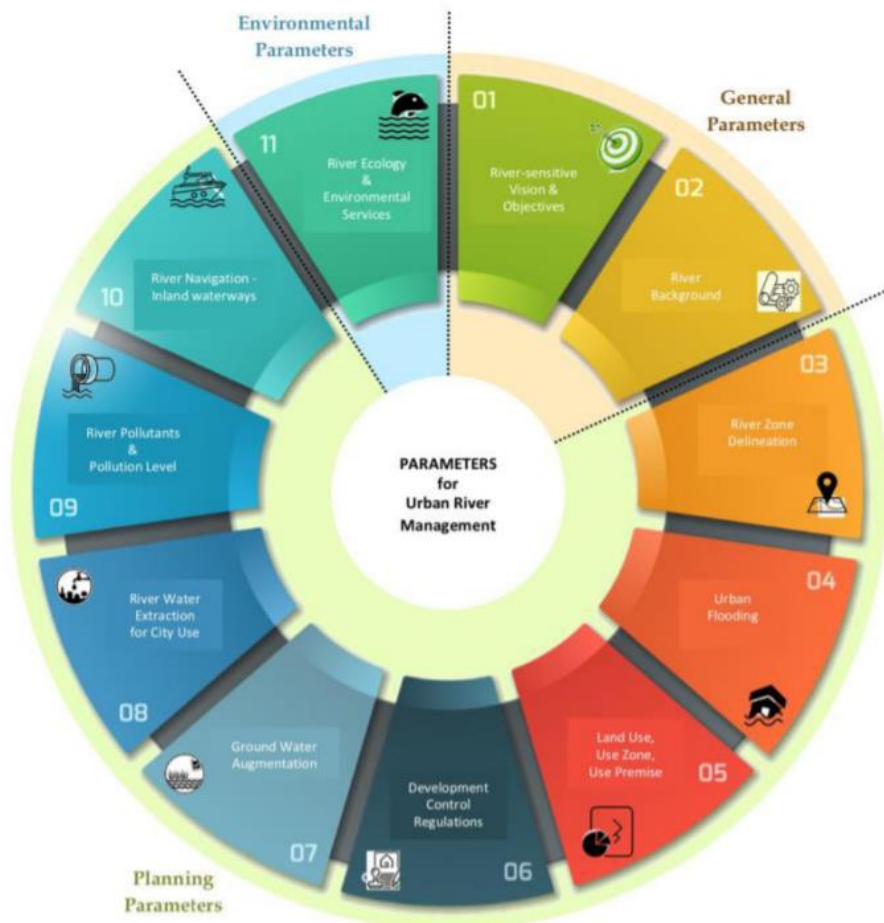 Environmental
Parameters
General
Parameters
01
River-sensitive
Vision &
Objectives
02
River
Background
03
River Zone
Delineation
04
Urban
Flooding
05
Land Use,
Use Zone,
Use Premise
06
Development
Control
Regulations
07
Ground Water
Augmentation
08
River Water
Extraction
for City Use
09
River Pollutants
&
Pollution Level
10
River Navigation -
Inland waterways
11
River Ecology
&
Environmental
Services
PARAMETERS
for
Urban River
Management
Planning
Parameters